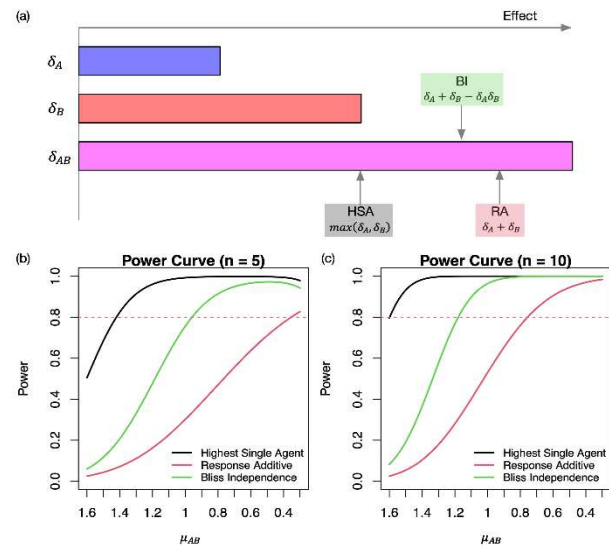 (a)
Effect
δA
BI
δA + δB − δAδB
δB
δAB
HSA
max(δA, δB)
RA
δA + δB
(b) Power Curve (n = 5)
Power
0.0 0.2 0.4 0.6 0.8 1.0
Highest Single Agent
Response Additive
Bliss Independence
1.6 1.4 1.2 1 0.8 0.6 0.4
μAB
(c) Power Curve (n = 10)
Power
0.0 0.2 0.4 0.6 0.8 1.0
Highest Single Agent
Response Additive
Bliss Independence
1.6 1.4 1.2 1 0.8 0.6 0.4
μAB